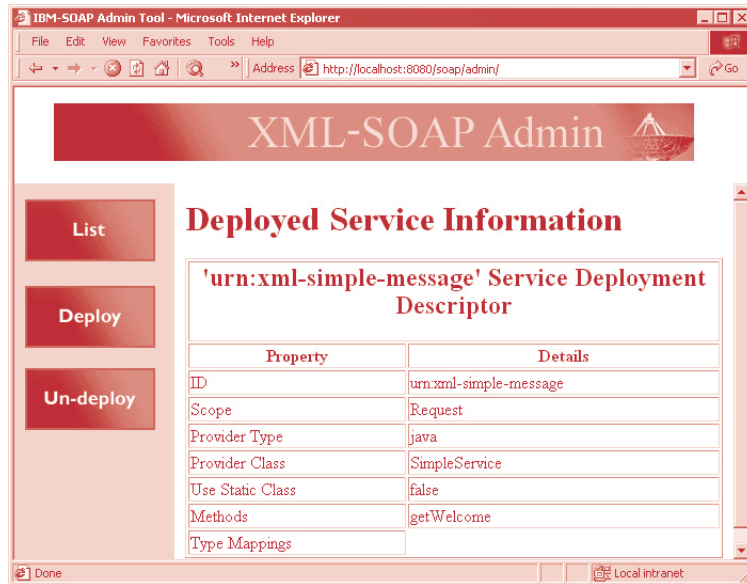 IBM-SOAP Admin Tool - Microsoft Internet Explorer
File Edit View Favorites Tools Help
» Address http://localhost:8080/soap/admin/ Go
XML-SOAP Admin
List
Deploy
Un-deploy
Deployed Service Information
'urn:xml-simple-message' Service Deployment
Descriptor
Property Details
ID urn:xml-simple-message
Scope Request
Provider Type java
Provider Class SimpleService
Use Static Class false
Methods getWelcome
Type Mappings
Done Local intranet